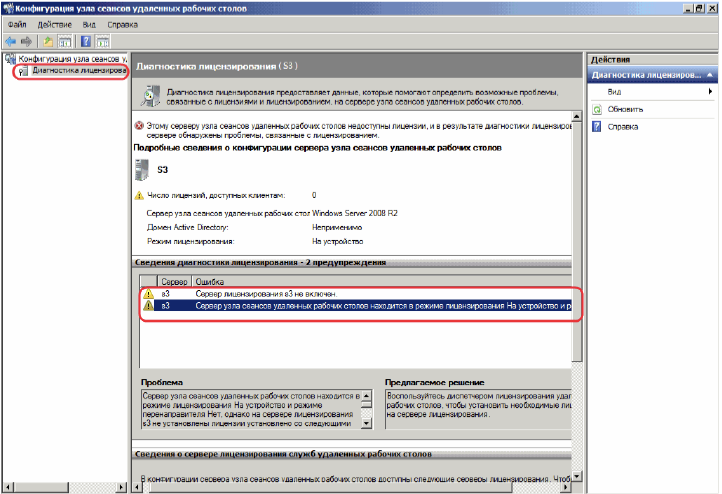 Конфигурация узла сеансов удаленных рабочих столов
Файл Действие Вид Справка
Конфигурация узла сеансов у,
Диагностика лицензирова
Диагностика лицензирования ( S3 )
Диагностика лицензирования предоставляет данные, которые помогают определить возможные проблемы,
связанные с лицензиями и лицензированием, на сервере узла сеансов удаленных рабочих столов.
Этому серверу узла сеансов удаленных рабочих столов недоступны лицензии, и в результате диагностики лицензиров
сервере обнаружены проблемы, связанные с лицензированием.
Подробные сведения о конфигурации сервера узла сеансов удаленных рабочих столов
S3
Число лицензий, доступных клиентам: 0
Сервер узла сеансов удаленных рабочих стол Windows Server 2008 R2
Домен Active Directory: Неприменимо
Режим лицензирования: На устройство
Сведения диагностики лицензирования - 2 предупреждения
Сервер Ошибка
s3 Сервер лицензирования s3 не включен.
s3 Сервер узла сеансов удаленных рабочих столов находится в режиме лицензирования На устройство и р
Проблема
Сервер узла сеансов удаленных рабочих столов находится в
режиме лицензирования На устройство и режиме
перенаправителя Нет, однако на сервере лицензирования
s3 не установлены лицензии установлено со следующими
Предлагаемое решение
Воспользуйтесь диспетчером лицензирования удал
рабочих столов, чтобы установить необходимые лиц
на сервере лицензирования.
Сведения о сервере лицензирования служб удаленных рабочих столов
В конфигурации сервера узла сеансов удаленных рабочих столов доступны следующие серверы лицензирования. Чтоб
Действия
Диагностика лицензиров...
Вид
Обновить
Справка